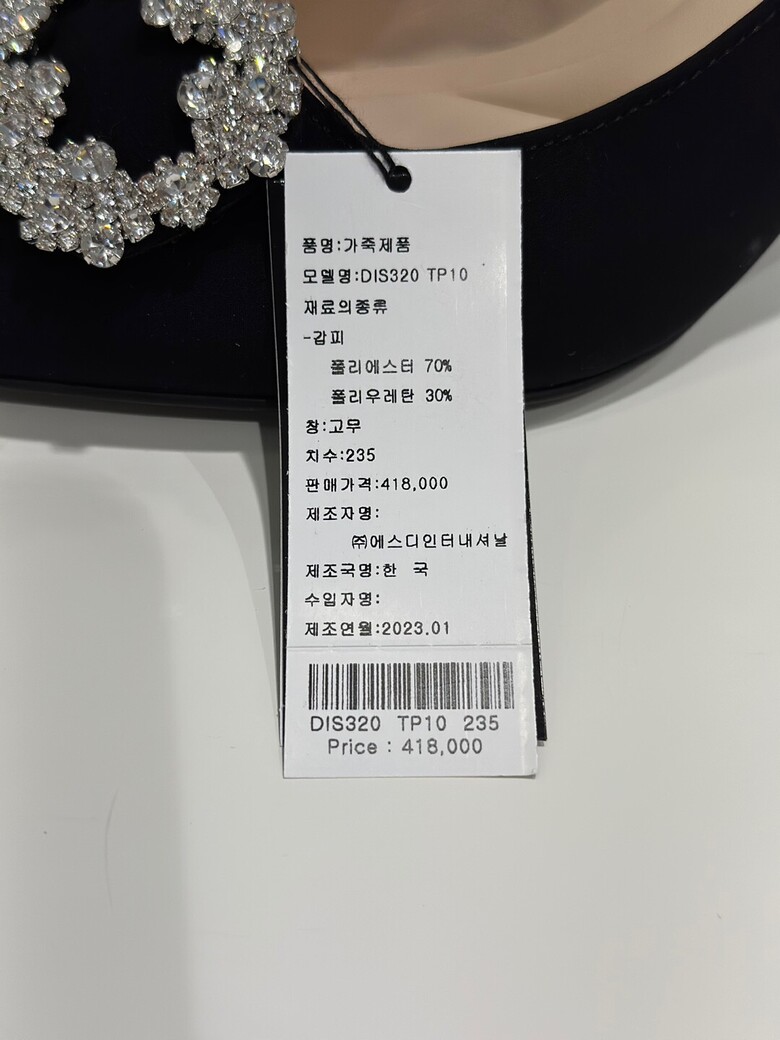 품명:가죽제품
모델명:DIS320 TP10
재료의종류
-갑피
폴리에스터 70%
폴리우레탄 30%
창:고무
치수:235
판매가격:418,000
제조자명:
㈜에스디인터내셔날
제조국명:한 국
수입자명:
제조연월:2023.01
DIS320 TP10 235
Price : 418,000